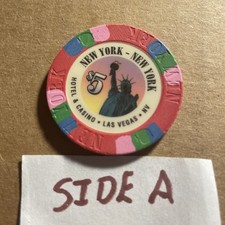 NEW YORK - NEW YORK
$5
HOTEL & CASINO • LAS VEGAS • NV
SIDE A